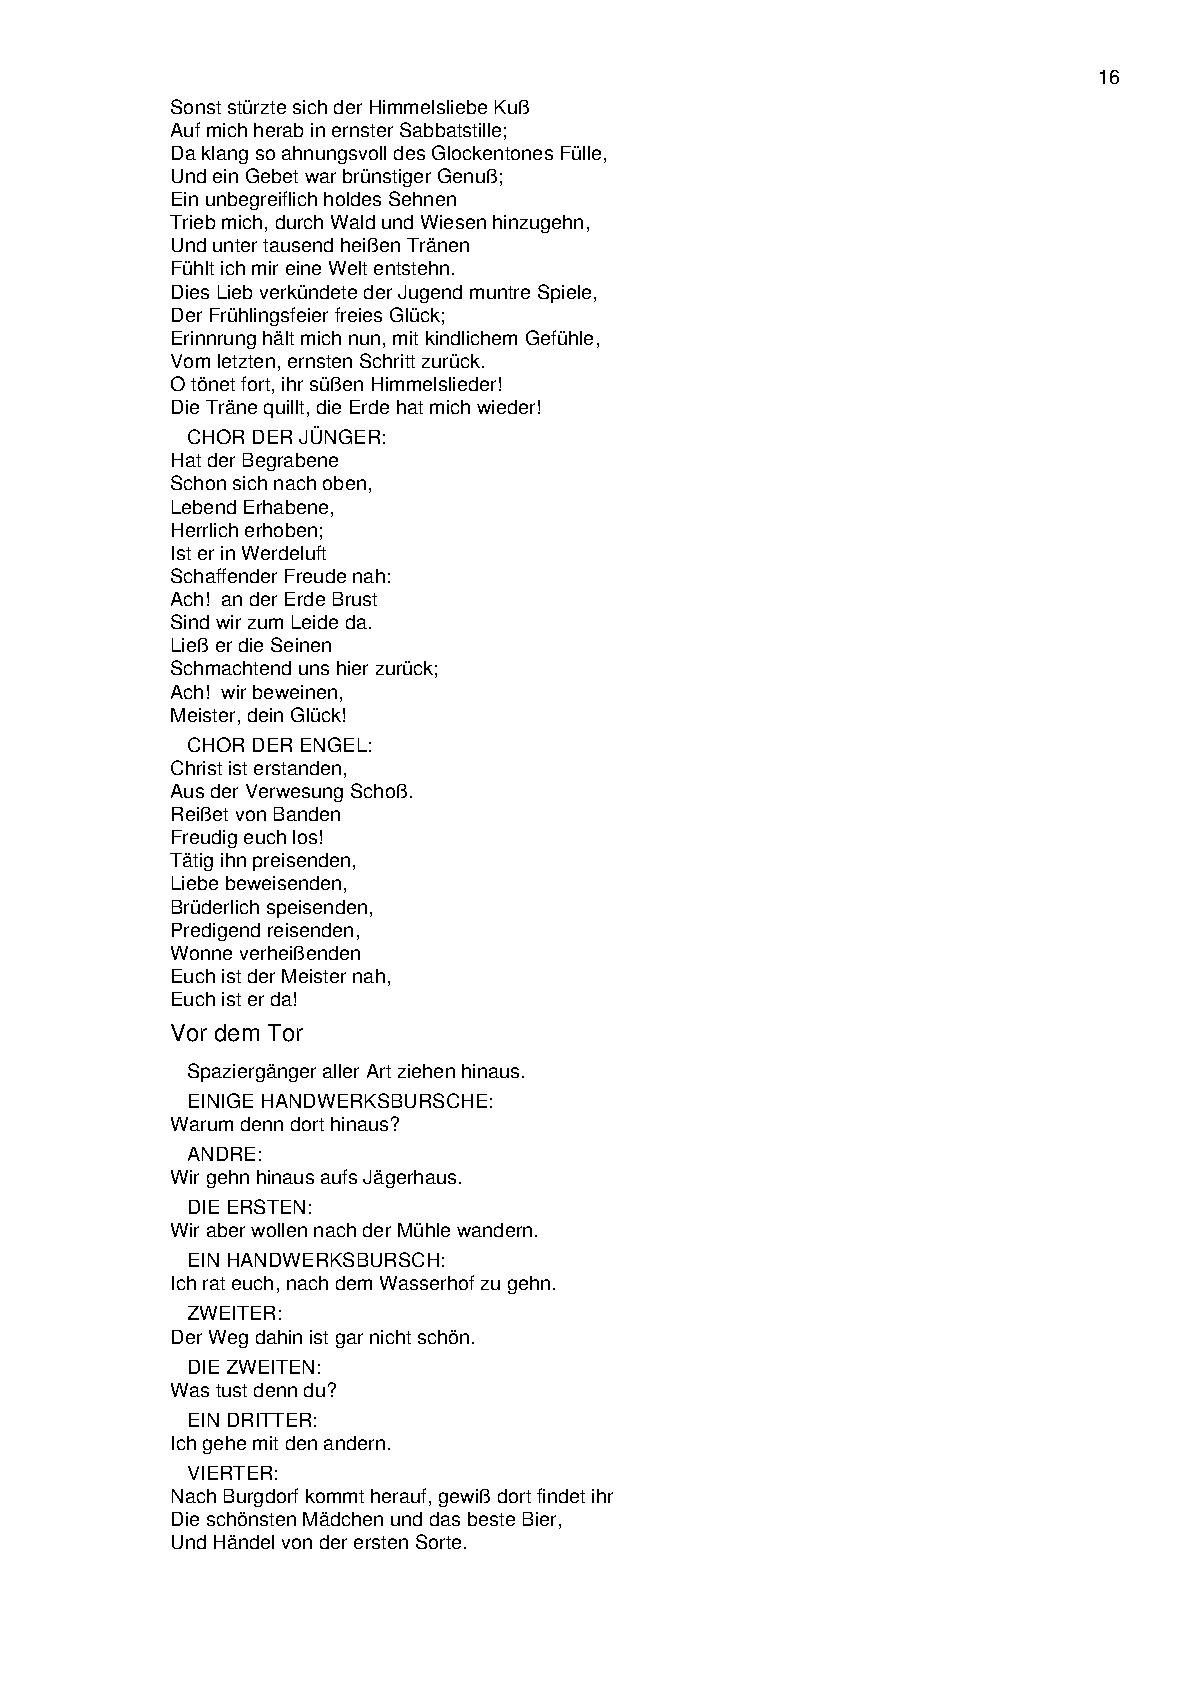 16
Sonst stürzte sich der Himmelsliebe Kuß
Auf mich herab in ernster Sabbatstille;
Da klang so ahnungsvoll des Glockentones Fülle,
Und ein Gebet war brünstiger Genuß;
Ein unbegreiflich holdes Sehnen
Trieb mich, durch Wald und Wiesen hinzugehn,
Und unter tausend heißen Tränen
Fühlt ich mir eine Welt entstehn.
Dies Lieb verkündete der Jugend muntre Spiele,
Der Frühlingsfeier freies Glück;
Erinnrung hält mich nun, mit kindlichem Gefühle,
Vom letzten, ernsten Schritt zurück.
O tönet fort, ihr süßen Himmelslieder!
Die Träne quillt, die Erde hat mich wieder!
CHOR DER JÜNGER:
Hat der Begrabene
Schon sich nach oben,
Lebend Erhabene,
Herrlich erhoben;
Ist er in Werdeluft
Schaffender Freude nah:
Ach! an der Erde Brust
Sind wir zum Leide da.
Ließ er die Seinen
Schmachtend uns hier zurück;
Ach! wir beweinen,
Meister, dein Glück!
CHOR DER ENGEL:
Christ ist erstanden,
Aus der Verwesung Schoß.
Reißet von Banden
Freudig euch los!
Tätig ihn preisenden,
Liebe beweisenden,
Brüderlich speisenden,
Predigend reisenden,
Wonne verheißenden
Euch ist der Meister nah,
Euch ist er da!
Vor dem Tor
Spaziergänger aller Art ziehen hinaus.
EINIGE HANDWERKSBURSCHE:
Warum denn dort hinaus?
ANDRE:
Wir gehn hinaus aufs Jägerhaus.
DIE ERSTEN:
Wir aber wollen nach der Mühle wandern.
EIN HANDWERKSBURSCH:
Ich rat euch, nach dem Wasserhof zu gehn.
ZWEITER:
Der Weg dahin ist gar nicht schön.
DIE ZWEITEN:
Was tust denn du?
EIN DRITTER:
Ich gehe mit den andern.
VIERTER:
Nach Burgdorf kommt herauf, gewiß dort findet ihr
Die schönsten Mädchen und das beste Bier,
Und Händel von der ersten Sorte.